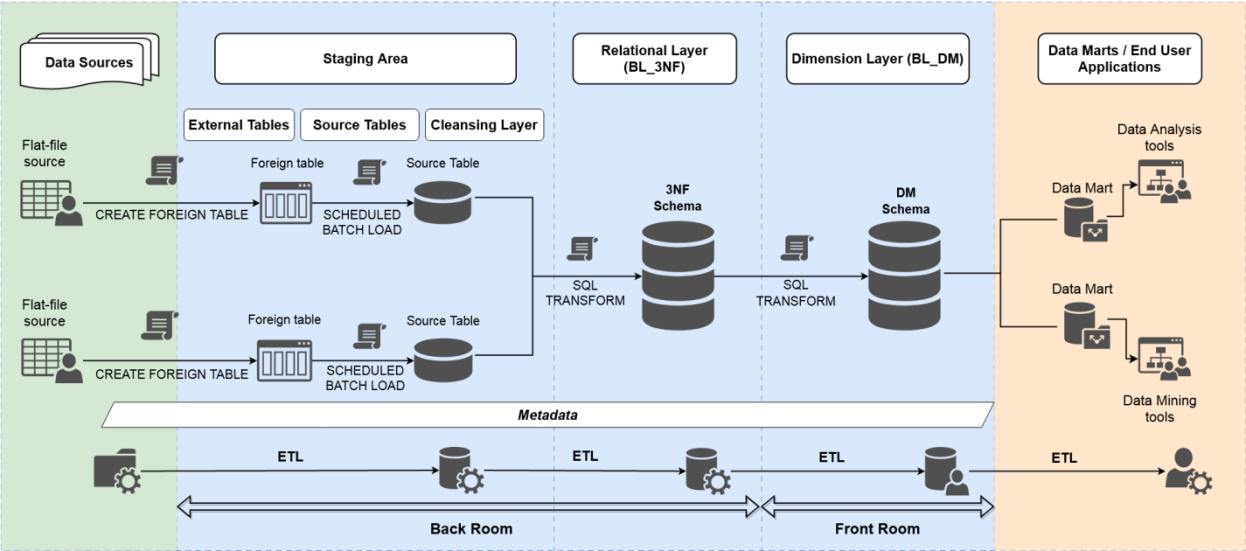 Data Sources
Staging Area
Relational Layer
(BL_3NF)
Dimension Layer (BL_DM)
Data Marts / End User
Applications
External Tables
Source Tables
Cleansing Layer
Flat-file
source
CREATE FOREIGN TABLE
Foreign table
SCHEDULED
BATCH LOAD
Source Table
Flat-file
source
CREATE FOREIGN TABLE
Foreign table
SCHEDULED
BATCH LOAD
Source Table
SQL
TRANSFORM
3NF
Schema
SQL
TRANSFORM
DM
Schema
Data Mart
Data Analysis
tools
Data Mart
Data Mining
tools
Metadata
ETL
ETL
ETL
ETL
Back Room
Front Room